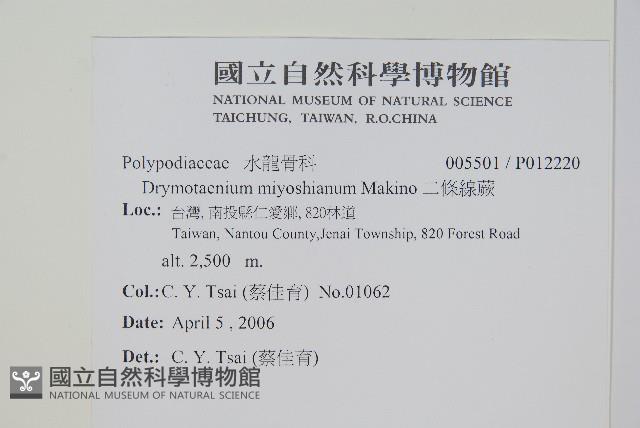 國立自然科學博物館
NATIONAL MUSEUM OF NATURAL SCIENCE
TAICHUNG, TAIWAN, R.O.CHINA
Polypodiaceae 水龍骨科 005501 / P012220
Drymotaenium miyoshianum Makino 二條線蕨
Loc.: 台灣, 南投縣仁愛鄉, 820林道
Taiwan, Nantou County,Jenai Township, 820 Forest Road
alt. 2,500 m.
Col.: C. Y. Tsai (蔡佳育) No.01062
Date: April 5 , 2006
Det.: C. Y. Tsai (蔡佳育)
國立自然科學博物館
NATIONAL MUSEUM OF NATURAL SCIENCE